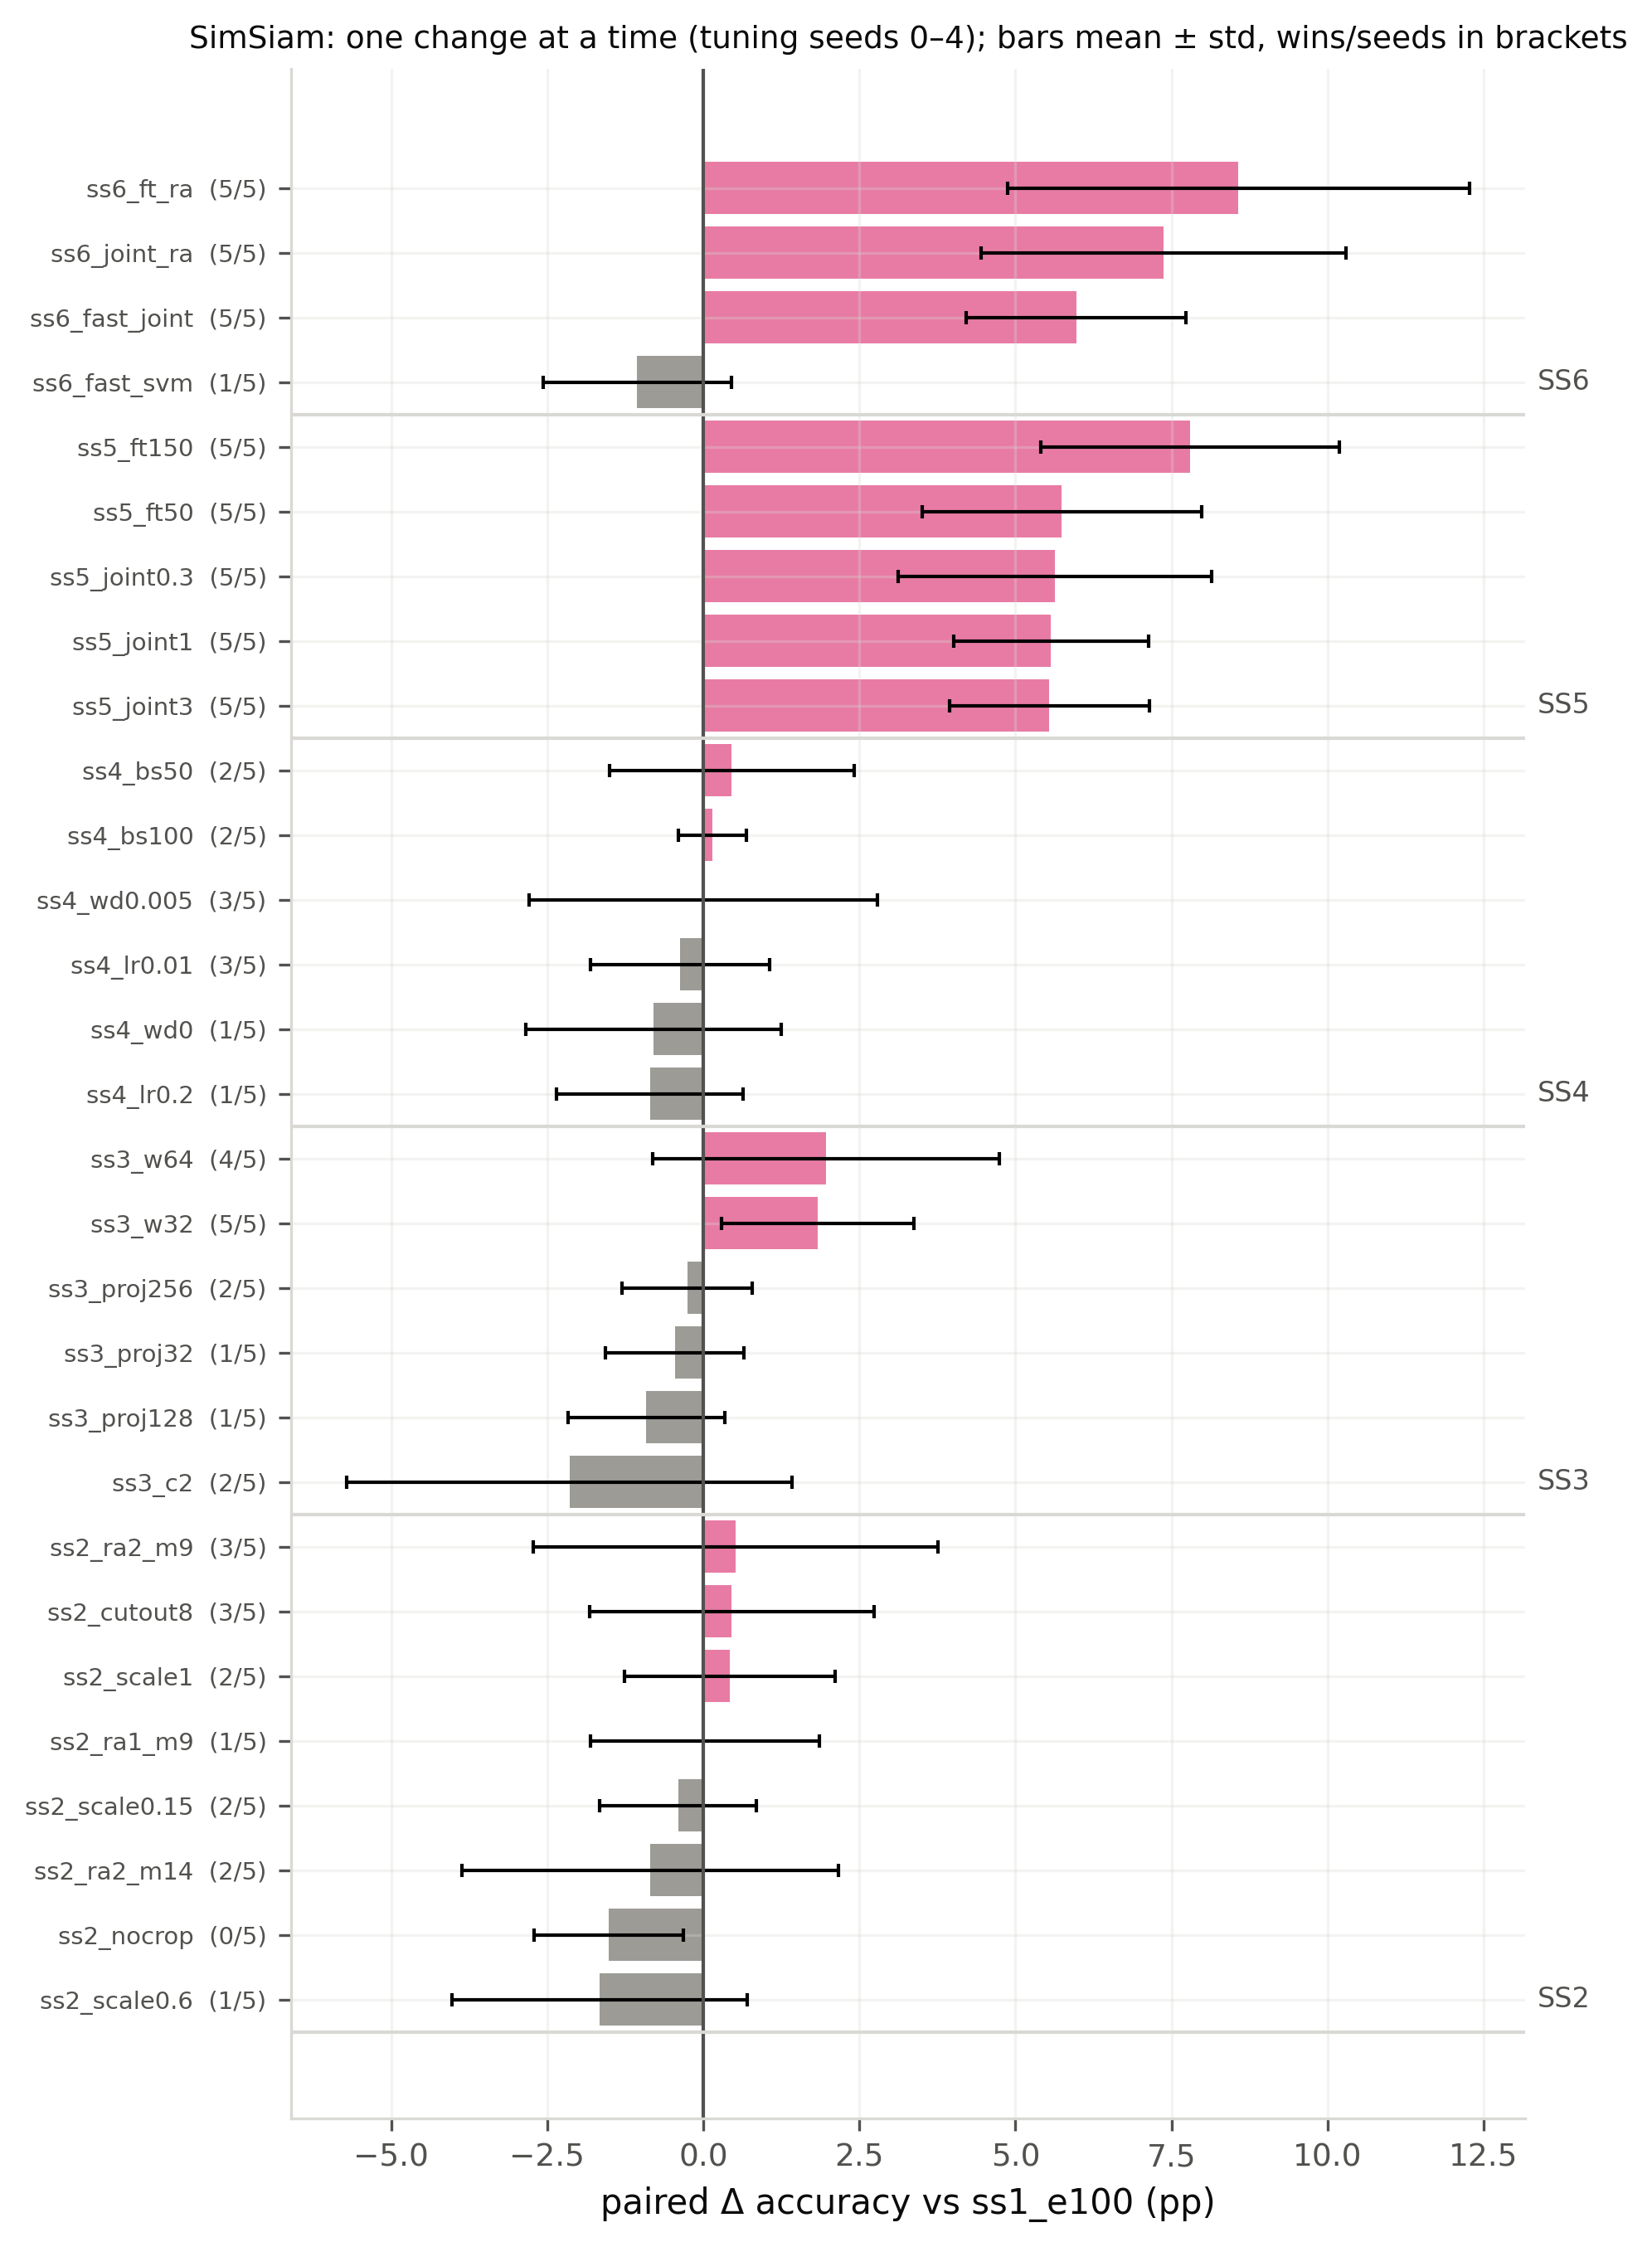 SimSiam: one change at a time (tuning seeds 0–4); bars mean ± std, wins/seeds in brackets
ss6_ft_ra (5/5)
ss6_joint_ra (5/5)
ss6_fast_joint (5/5)
ss6_fast_svm (1/5)
SS6
ss5_ft150 (5/5)
ss5_ft50 (5/5)
ss5_joint0.3 (5/5)
ss5_joint1 (5/5)
ss5_joint3 (5/5)
SS5
ss4_bs50 (2/5)
ss4_bs100 (2/5)
ss4_wd0.005 (3/5)
ss4_lr0.01 (3/5)
ss4_wd0 (1/5)
ss4_lr0.2 (1/5)
SS4
ss3_w64 (4/5)
ss3_w32 (5/5)
ss3_proj256 (2/5)
ss3_proj32 (1/5)
ss3_proj128 (1/5)
ss3_c2 (2/5)
SS3
ss2_ra2_m9 (3/5)
ss2_cutout8 (3/5)
ss2_scale1 (2/5)
ss2_ra1_m9 (1/5)
ss2_scale0.15 (2/5)
ss2_ra2_m14 (2/5)
ss2_nocrop (0/5)
ss2_scale0.6 (1/5)
SS2
−5.0 −2.5 0.0 2.5 5.0 7.5 10.0 12.5
paired Δ accuracy vs ss1_e100 (pp)